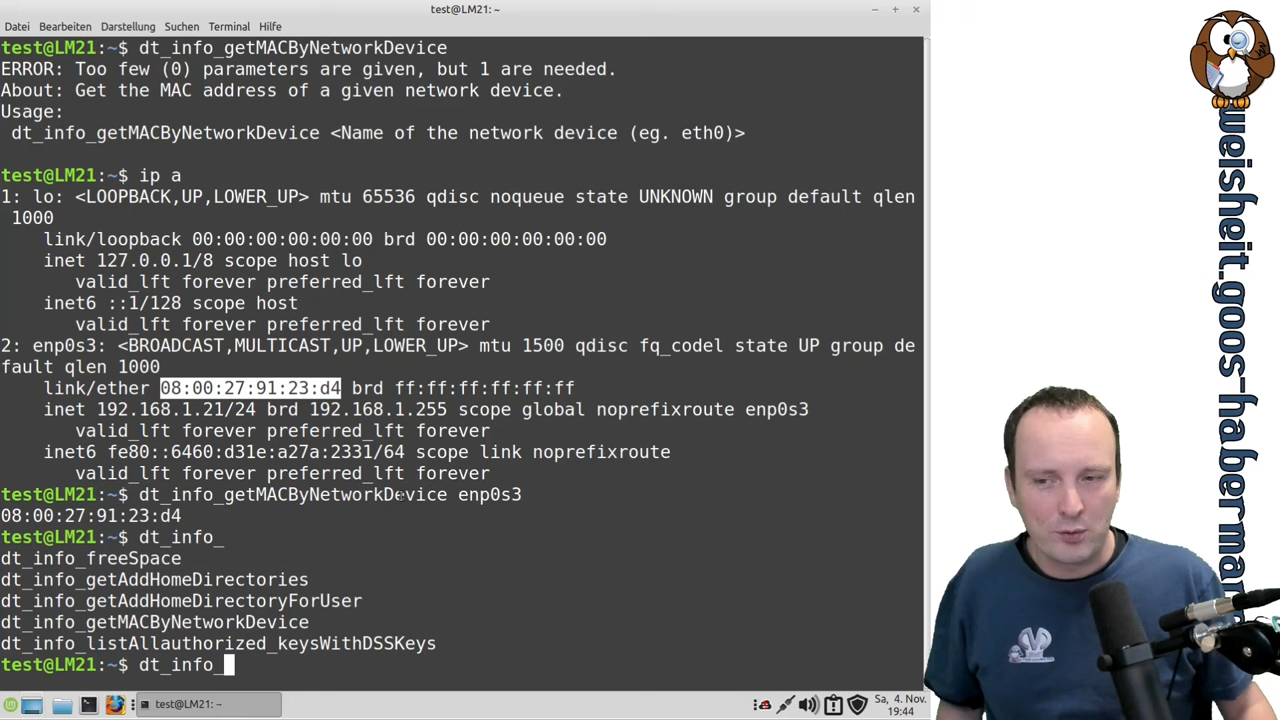 test@LM21: ~
Datei Bearbeiten Darstellung Suchen Terminal Hilfe
test@LM21:~$ dt_info_getMACByNetworkDevice
ERROR: Too few (0) parameters are given, but 1 are needed.
About: Get the MAC address of a given network device.
Usage:
dt_info_getMACByNetworkDevice <Name of the network device (eg. eth0)>
test@LM21:~$ ip a
1: lo: <LOOPBACK,UP,LOWER_UP> mtu 65536 qdisc noqueue state UNKNOWN group default qlen
1000
link/loopback 00:00:00:00:00:00 brd 00:00:00:00:00:00
inet 127.0.0.1/8 scope host lo
valid_lft forever preferred_lft forever
inet6 ::1/128 scope host
valid_lft forever preferred_lft forever
2: enp0s3: <BROADCAST,MULTICAST,UP,LOWER_UP> mtu 1500 qdisc fq_codel state UP group de
fault qlen 1000
link/ether 08:00:27:91:23:d4 brd ff:ff:ff:ff:ff:ff
inet 192.168.1.21/24 brd 192.168.1.255 scope global noprefixroute enp0s3
valid_lft forever preferred_lft forever
inet6 fe80::6460:d31e:a27a:2331/64 scope link noprefixroute
valid_lft forever preferred_lft forever
test@LM21:~$ dt_info_getMACByNetworkDevice enp0s3
08:00:27:91:23:d4
test@LM21:~$ dt_info_
dt_info_freeSpace
dt_info_getAddHomeDirectories
dt_info_getAddHomeDirectoryForUser
dt_info_getMACByNetworkDevice
dt_info_listAllauthorized_keysWithDSSKeys
test@LM21:~$ dt_info_
test@LM21: ~
Sa, 4. Nov.
19:44
weisheit.goos-haberman